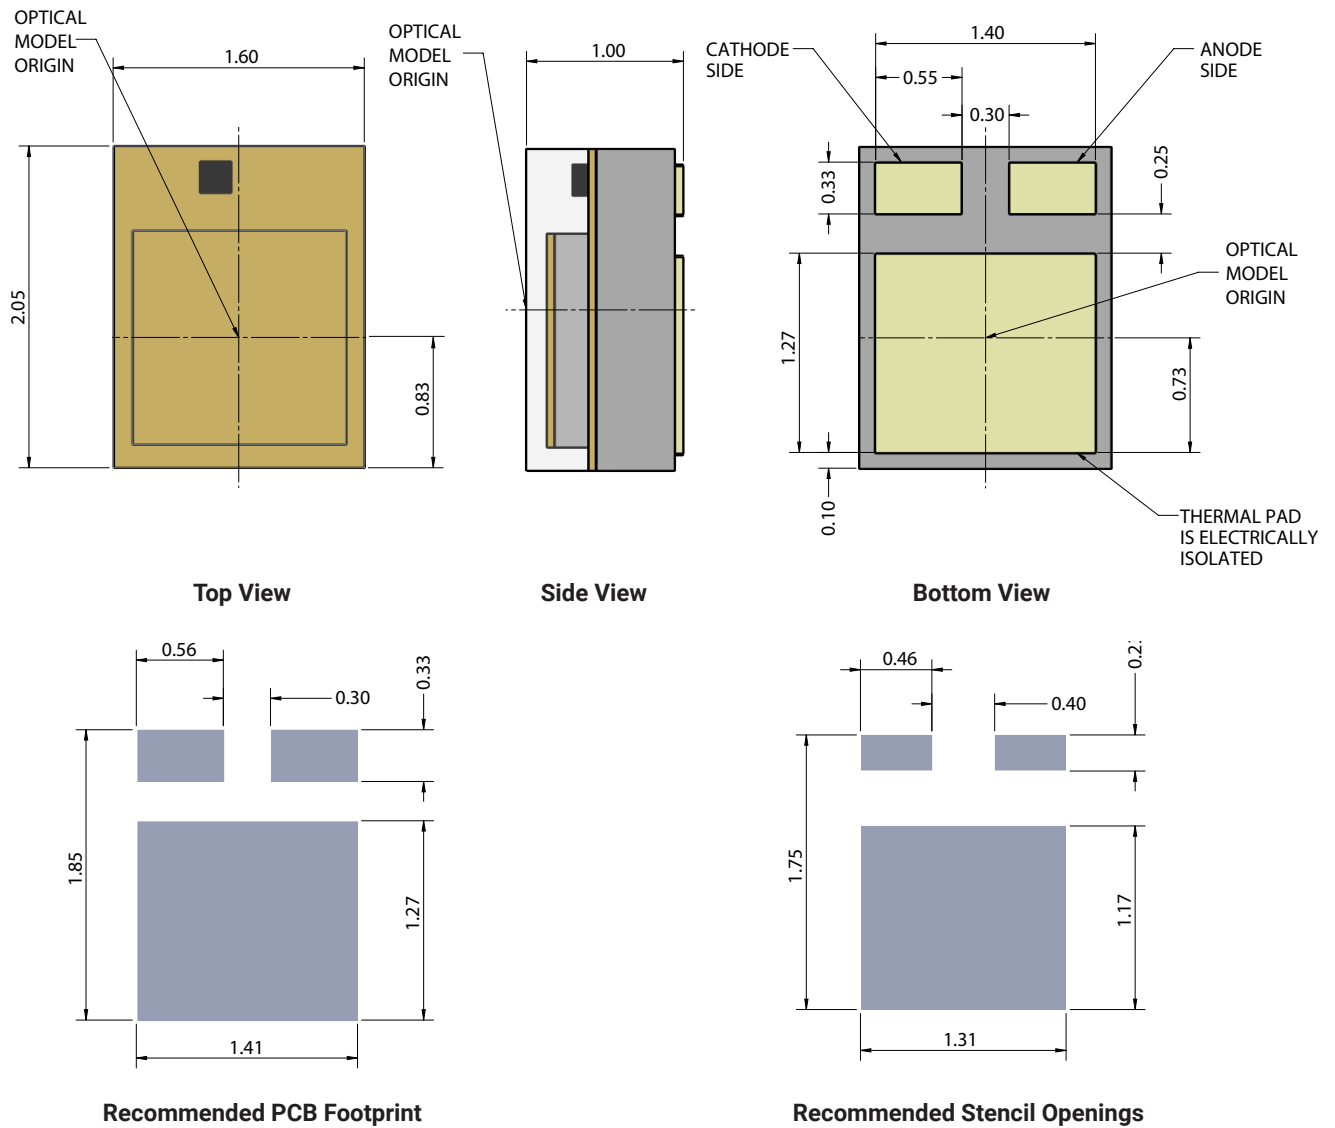 OPTICAL
MODEL
ORIGIN
1.60
2.05
0.83
OPTICAL
MODEL
ORIGIN
1.00
CATHODE
SIDE
1.40
ANODE
SIDE
0.55
0.30
0.33
0.25
OPTICAL
MODEL
ORIGIN
1.27
0.73
0.10
THERMAL PAD
IS ELECTRICALLY
ISOLATED
Top View
Side View
Bottom View
0.56
0.33
0.30
1.85
1.27
1.41
0.46
0.40
1.75
1.17
1.31
Recommended PCB Footprint
Recommended Stencil Openings